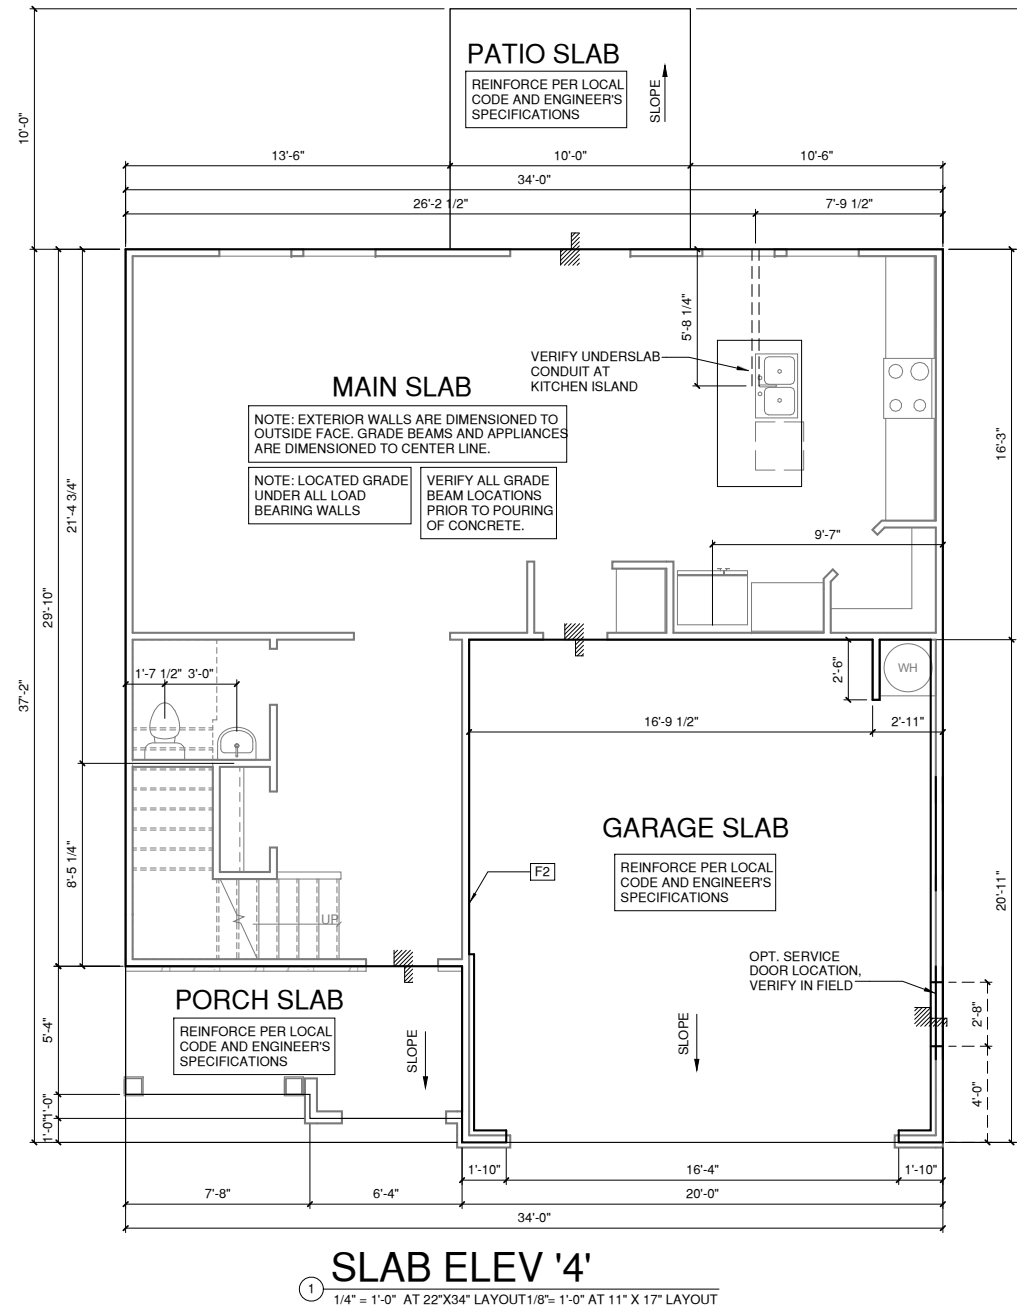 PATIO SLAB
REINFORCE PER LOCAL
CODE AND ENGINEER'S
SPECIFICATIONS
SLOPE
10'-0"
13'-6"
10'-0"
10'-6"
34'-0"
26'-2 1/2"
7'-9 1/2"
5'-8 1/4"
VERIFY UNDERSLAB
CONDUIT AT
KITCHEN ISLAND
MAIN SLAB
NOTE: EXTERIOR WALLS ARE DIMENSIONED TO
OUTSIDE FACE. GRADE BEAMS AND APPLIANCES
ARE DIMENSIONED TO CENTER LINE.
NOTE: LOCATED GRADE
UNDER ALL LOAD
BEARING WALLS
VERIFY ALL GRADE
BEAM LOCATIONS
PRIOR TO POURING
OF CONCRETE.
16'-3"
21'-4 3/4"
9'-7"
29'-10"
37'-2"
1'-7 1/2"
3'-0"
2'-6"
WH
16'-9 1/2"
2'-11"
GARAGE SLAB
REINFORCE PER LOCAL
CODE AND ENGINEER'S
SPECIFICATIONS
F2
8'-5 1/4"
20'-11"
UP
OPT. SERVICE
DOOR LOCATION,
VERIFY IN FIELD
PORCH SLAB
REINFORCE PER LOCAL
CODE AND ENGINEER'S
SPECIFICATIONS
SLOPE
SLOPE
5'-4"
2'-8"
4'-0"
1'-0"
1'-0"
1'-10"
16'-4"
1'-10"
7'-8"
6'-4"
20'-0"
34'-0"
SLAB ELEV '4'
1
1/4" = 1'-0" AT 22"X34" LAYOUT1/8"= 1'-0" AT 11" X 17" LAYOUT